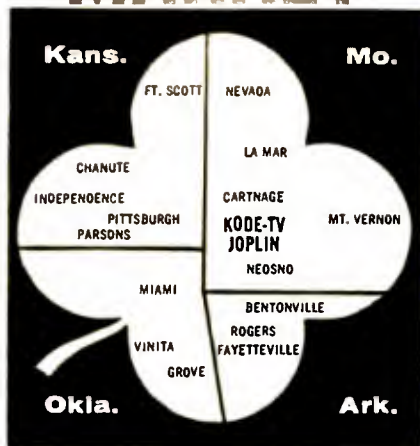 Kans. Mo.
FT. SCOTT NEVADA
LA MAR
CHANUTE
INDEPENDENCE CARTNAGE
PITTSBURGH KODE-TV MT. VERNON
PARSONS JOPLIN
NEOSNO
MIAMI
BENTONVILLE
ROGERS
VINITA FAYETTEVILLE
GROVE
Okla. Ark.